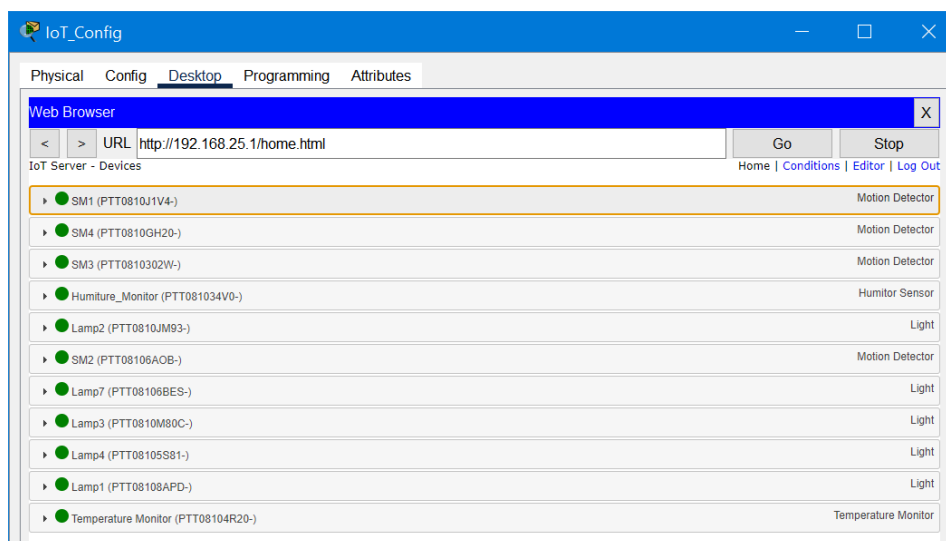 IoT_Config
Physical Config Desktop Programming Attributes
Web Browser X
< > URL http://192.168.25.1/home.html Go Stop
IoT Server - Devices Home | Conditions | Editor | Log Out
SM1 (PTT0810J1V4-) Motion Detector
SM4 (PTT0810GH20-) Motion Detector
SM3 (PTT0810302W-) Motion Detector
Humiture_Monitor (PTT081034V0-) Humitor Sensor
Lamp2 (PTT0810JM93-) Light
SM2 (PTT08106AOB-) Motion Detector
Lamp7 (PTT08106BES-) Light
Lamp3 (PTT0810M80C-) Light
Lamp4 (PTT08105S81-) Light
Lamp1 (PTT08108APD-) Light
Temperature Monitor (PTT08104R20-) Temperature Monitor